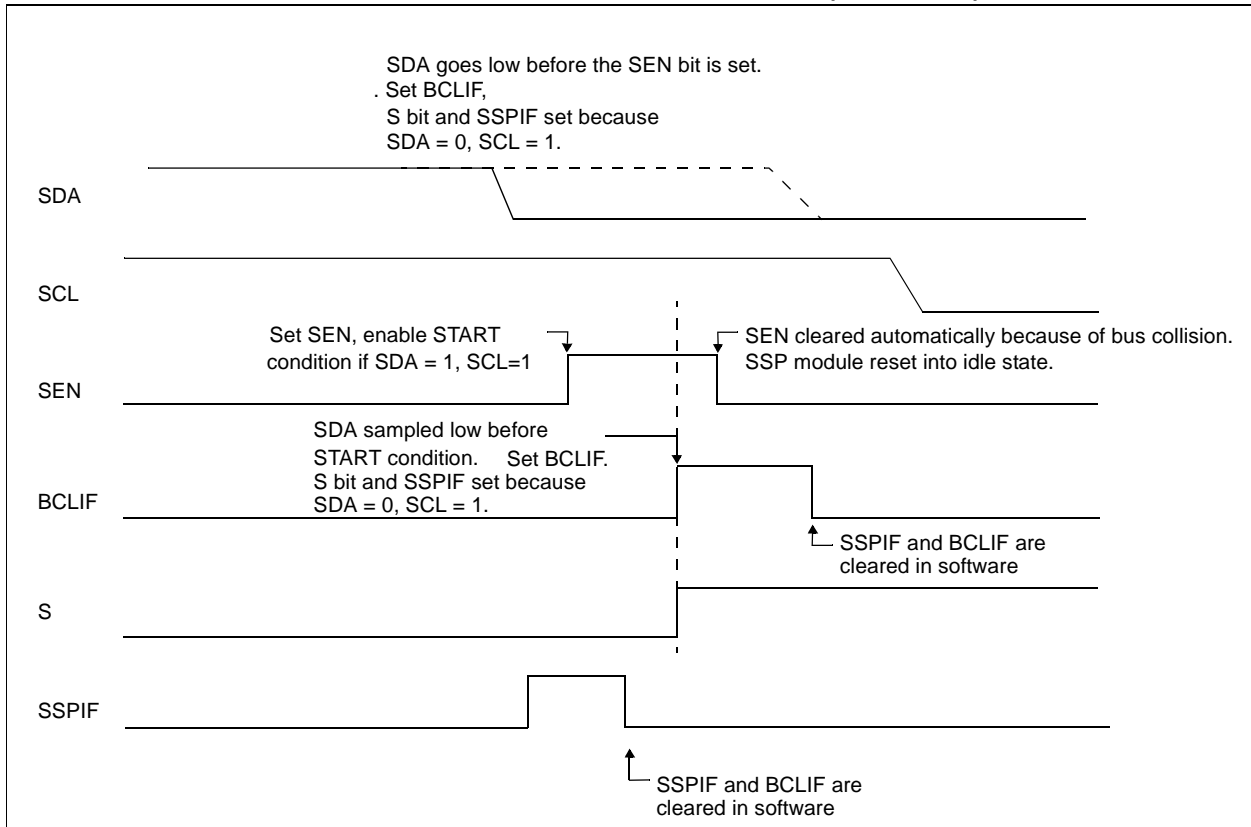 SDA goes low before the SEN bit is set.
. Set BCLIF,
S bit and SSPIF set because
SDA = 0, SCL = 1.
SDA
SCL
Set SEN, enable START
condition if SDA = 1, SCL=1
SEN cleared automatically because of bus collision.
SSP module reset into idle state.
SEN
SDA sampled low before
START condition. Set BCLIF.
S bit and SSPIF set because
SDA = 0, SCL = 1.
BCLIF
SSPIF and BCLIF are
cleared in software
S
SSPIF
SSPIF and BCLIF are
cleared in software